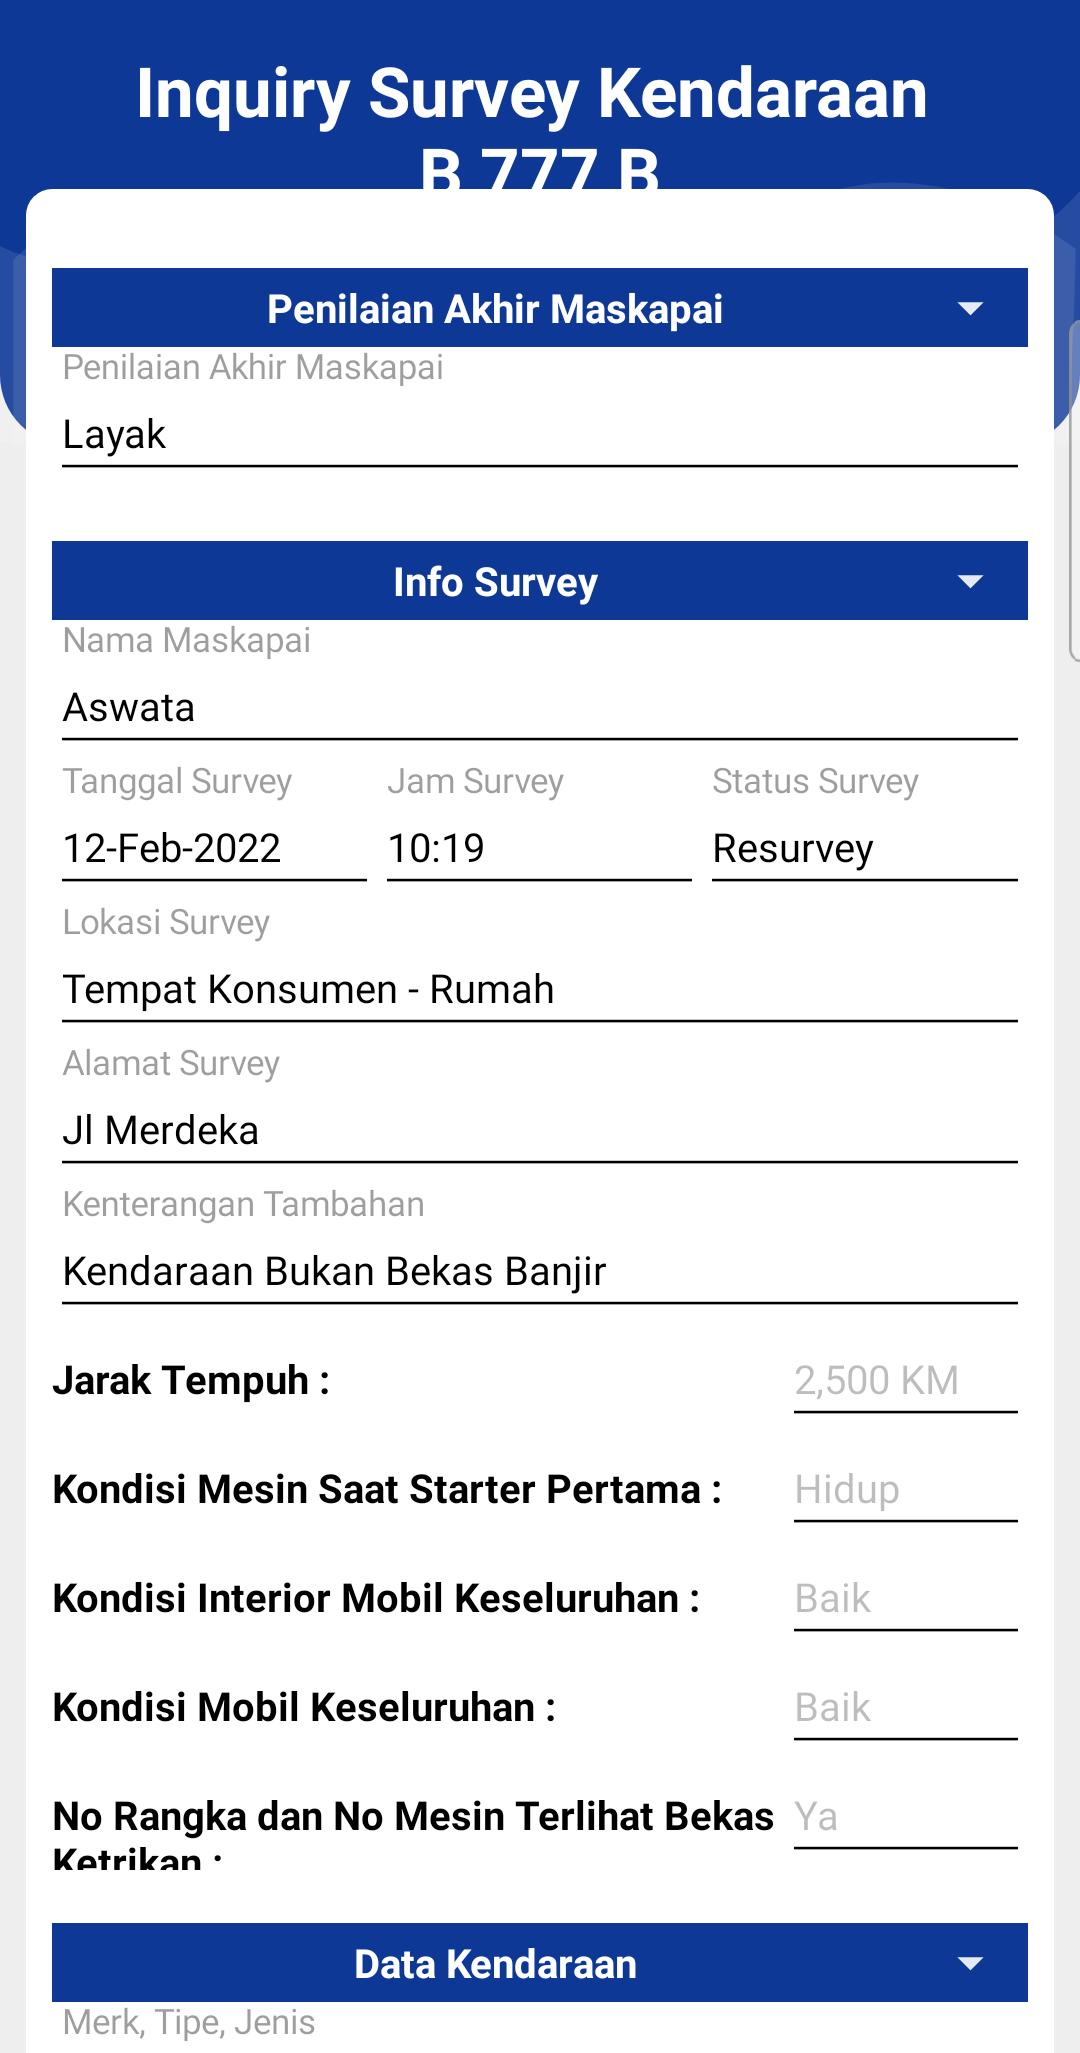 Inquiry Survey Kendaraan
B 777 B
Penilaian Akhir Maskapai
Penilaian Akhir Maskapai
Layak
Info Survey
Nama Maskapai
Aswata
Tanggal Survey Jam Survey Status Survey
12-Feb-2022 10:19 Resurvey
Lokasi Survey
Tempat Konsumen - Rumah
Alamat Survey
Jl Merdeka
Kenterangan Tambahan
Kendaraan Bukan Bekas Banjir
Jarak Tempuh : 2,500 KM
Kondisi Mesin Saat Starter Pertama : Hidup
Kondisi Interior Mobil Keseluruhan : Baik
Kondisi Mobil Keseluruhan : Baik
No Rangka dan No Mesin Terlihat Bekas Ya
Ketrikan :
Data Kendaraan
Merk, Tipe, Jenis